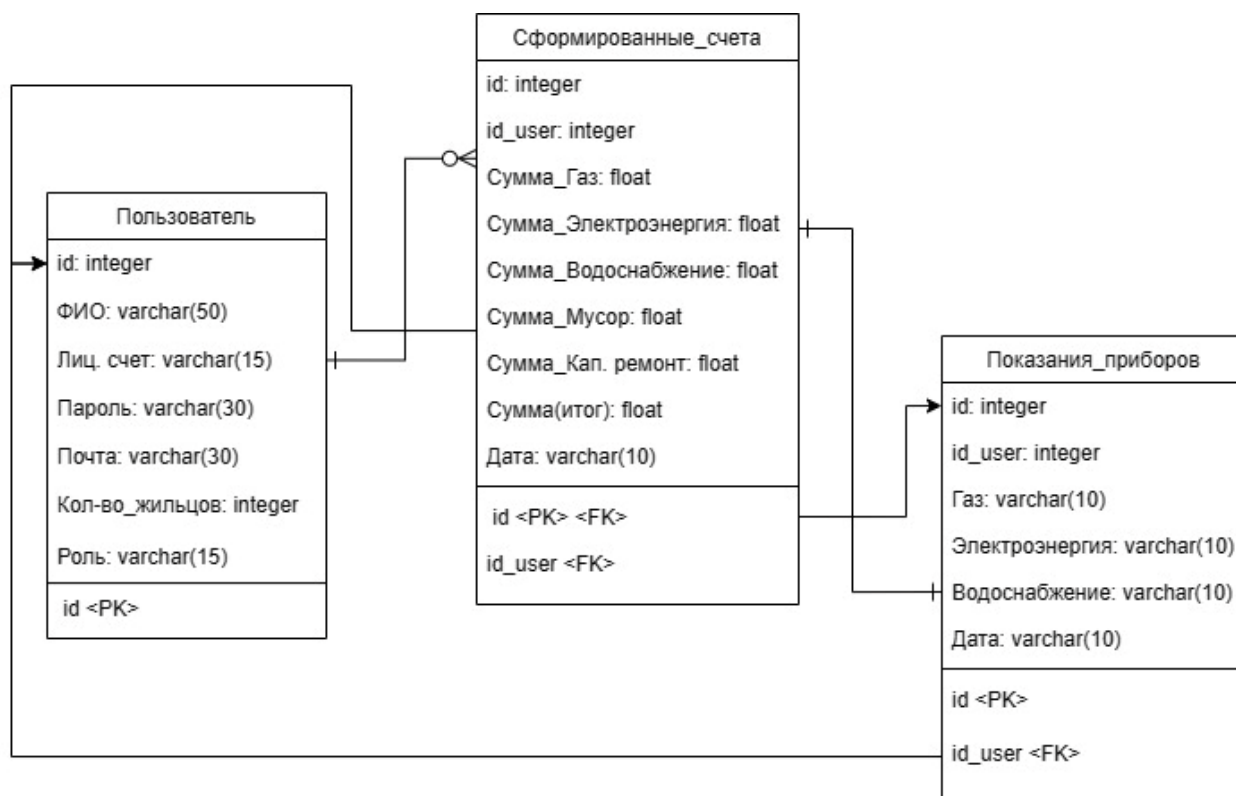 Сформированные_счета
id: integer
id_user: integer
Сумма_Газ: float
Сумма_Электроэнергия: float
Сумма_Водоснабжение: float
Сумма_Мусор: float
Сумма_Кап. ремонт: float
Сумма(итог): float
Дата: varchar(10)
id <PK> <FK>
id_user <FK>
Пользователь
id: integer
ФИО: varchar(50)
Лиц. счет: varchar(15)
Пароль: varchar(30)
Почта: varchar(30)
Кол-во_жильцов: integer
Роль: varchar(15)
id <PK>
Показания_приборов
id: integer
id_user: integer
Газ: varchar(10)
Электроэнергия: varchar(10)
Водоснабжение: varchar(10)
Дата: varchar(10)
id <PK>
id_user <FK>